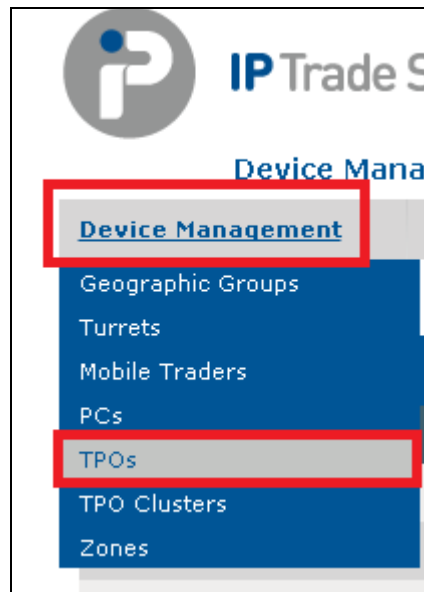 IP Trade S
Device Mana
Device Management
Geographic Groups
Turrets
Mobile Traders
PCs
TPOs
TPO Clusters
Zones